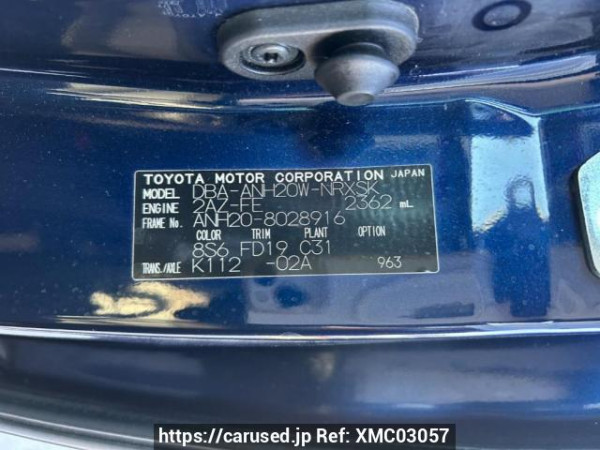 TOYOTA MOTOR CORPORATION JAPAN
MODEL DBA-ANH20W-NRXSK
ENGINE 2AZ-FE 2362 mL
FRAME No. ANH20-8028916
COLOR TRIM PLANT OPTION
8S6 FD19 C31
TRANS./AXLE K112 -02A 963
https://carused.jp Ref: XMC03057